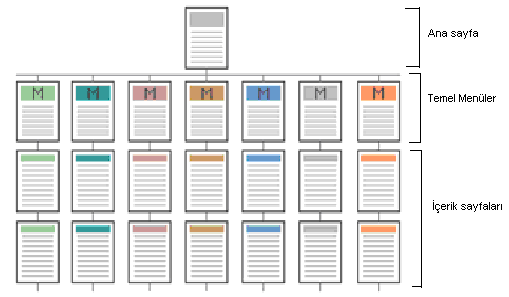 Ana sayfa
M M M M M M M
Temel Menüler
İçerik sayfaları